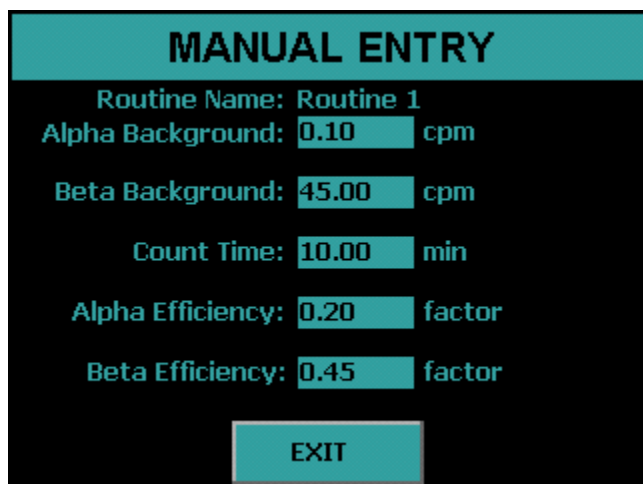 MANUAL ENTRY
Routine Name: Routine 1
Alpha Background: 0.10 cpm
Beta Background: 45.00 cpm
Count Time: 10.00 min
Alpha Efficiency: 0.20 factor
Beta Efficiency: 0.45 factor
EXIT